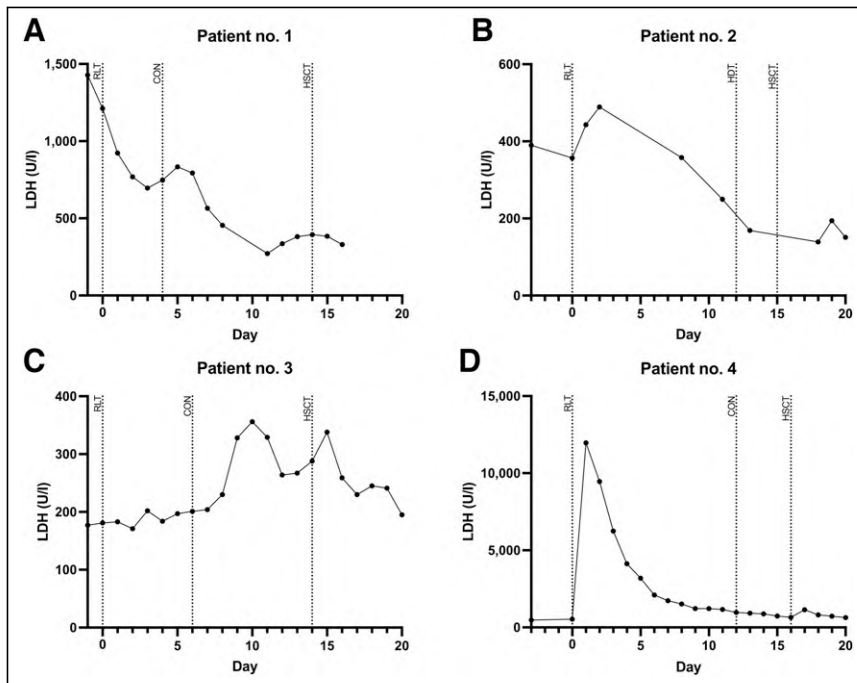 A
Patient no. 1
LDH (U/l)
1,500
1,000
500
0
RLT
CON
HSCT
0 5 10 15 20
Day
B
Patient no. 2
LDH (U/l)
600
400
200
0
RLT
HDT
HSCT
0 5 10 15 20
Day
C
Patient no. 3
LDH (U/l)
400
300
200
100
0
RLT
CON
HSCT
0 5 10 15 20
Day
D
Patient no. 4
LDH (U/l)
15,000
10,000
5,000
0
RLT
CON
HSCT
0 5 10 15 20
Day